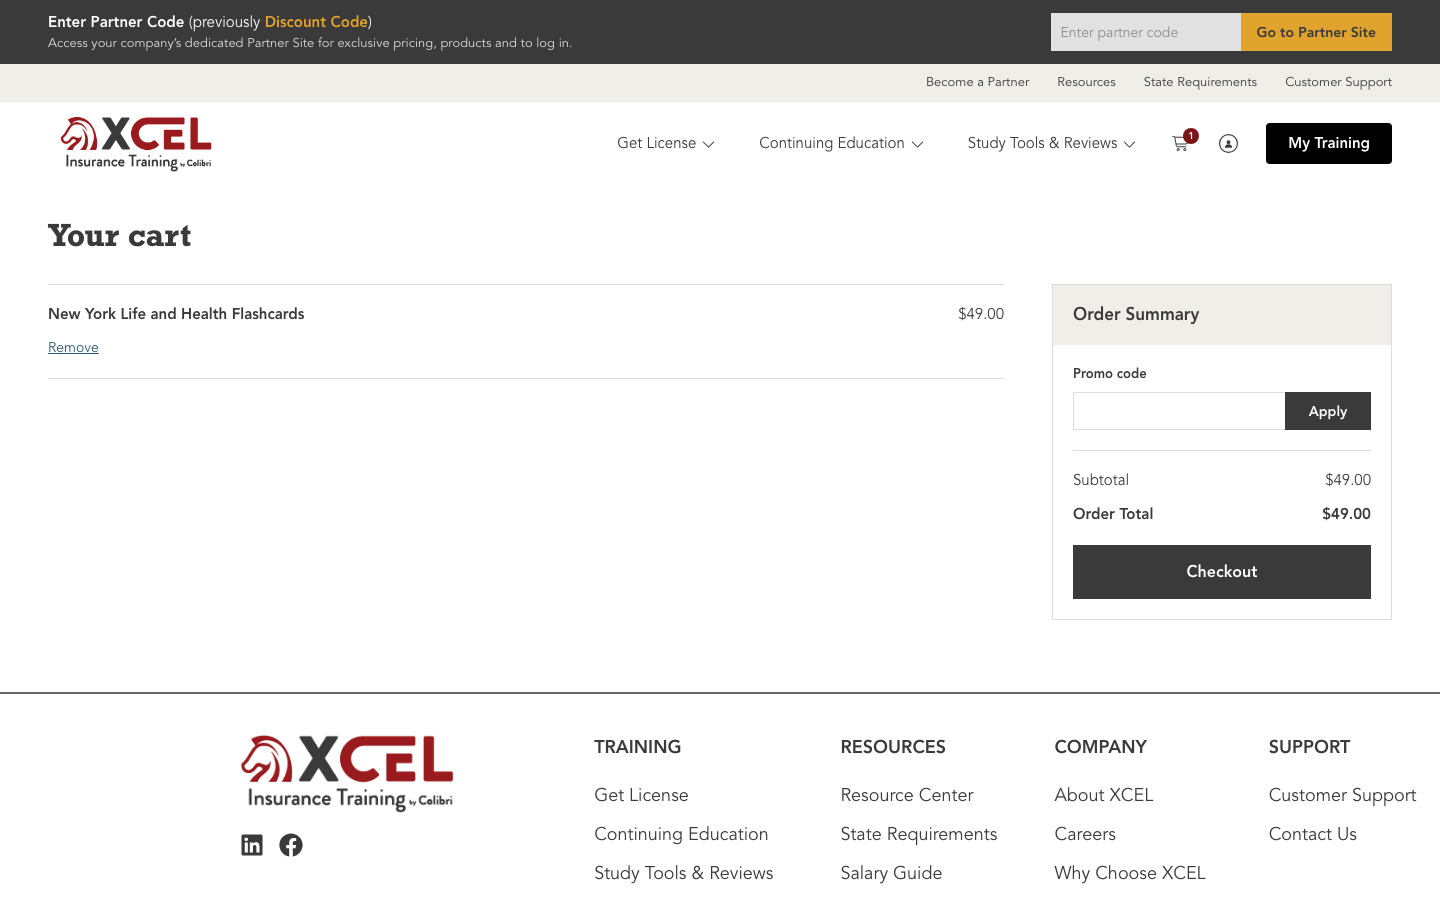 Enter Partner Code (previously Discount Code)
Access your company's dedicated Partner Site for exclusive pricing, products and to log in.
Enter partner code
Go to Partner Site
Become a Partner
Resources
State Requirements
Customer Support
XCEL
Insurance Training by Colibri
Get License
Continuing Education
Study Tools & Reviews
1
My Training
Your cart
New York Life and Health Flashcards
$49.00
Remove
Order Summary
Promo code
Apply
Subtotal
$49.00
Order Total
$49.00
Checkout
XCEL
Insurance Training by Colibri
TRAINING
Get License
Continuing Education
Study Tools & Reviews
RESOURCES
Resource Center
State Requirements
Salary Guide
COMPANY
About XCEL
Careers
Why Choose XCEL
SUPPORT
Customer Support
Contact Us